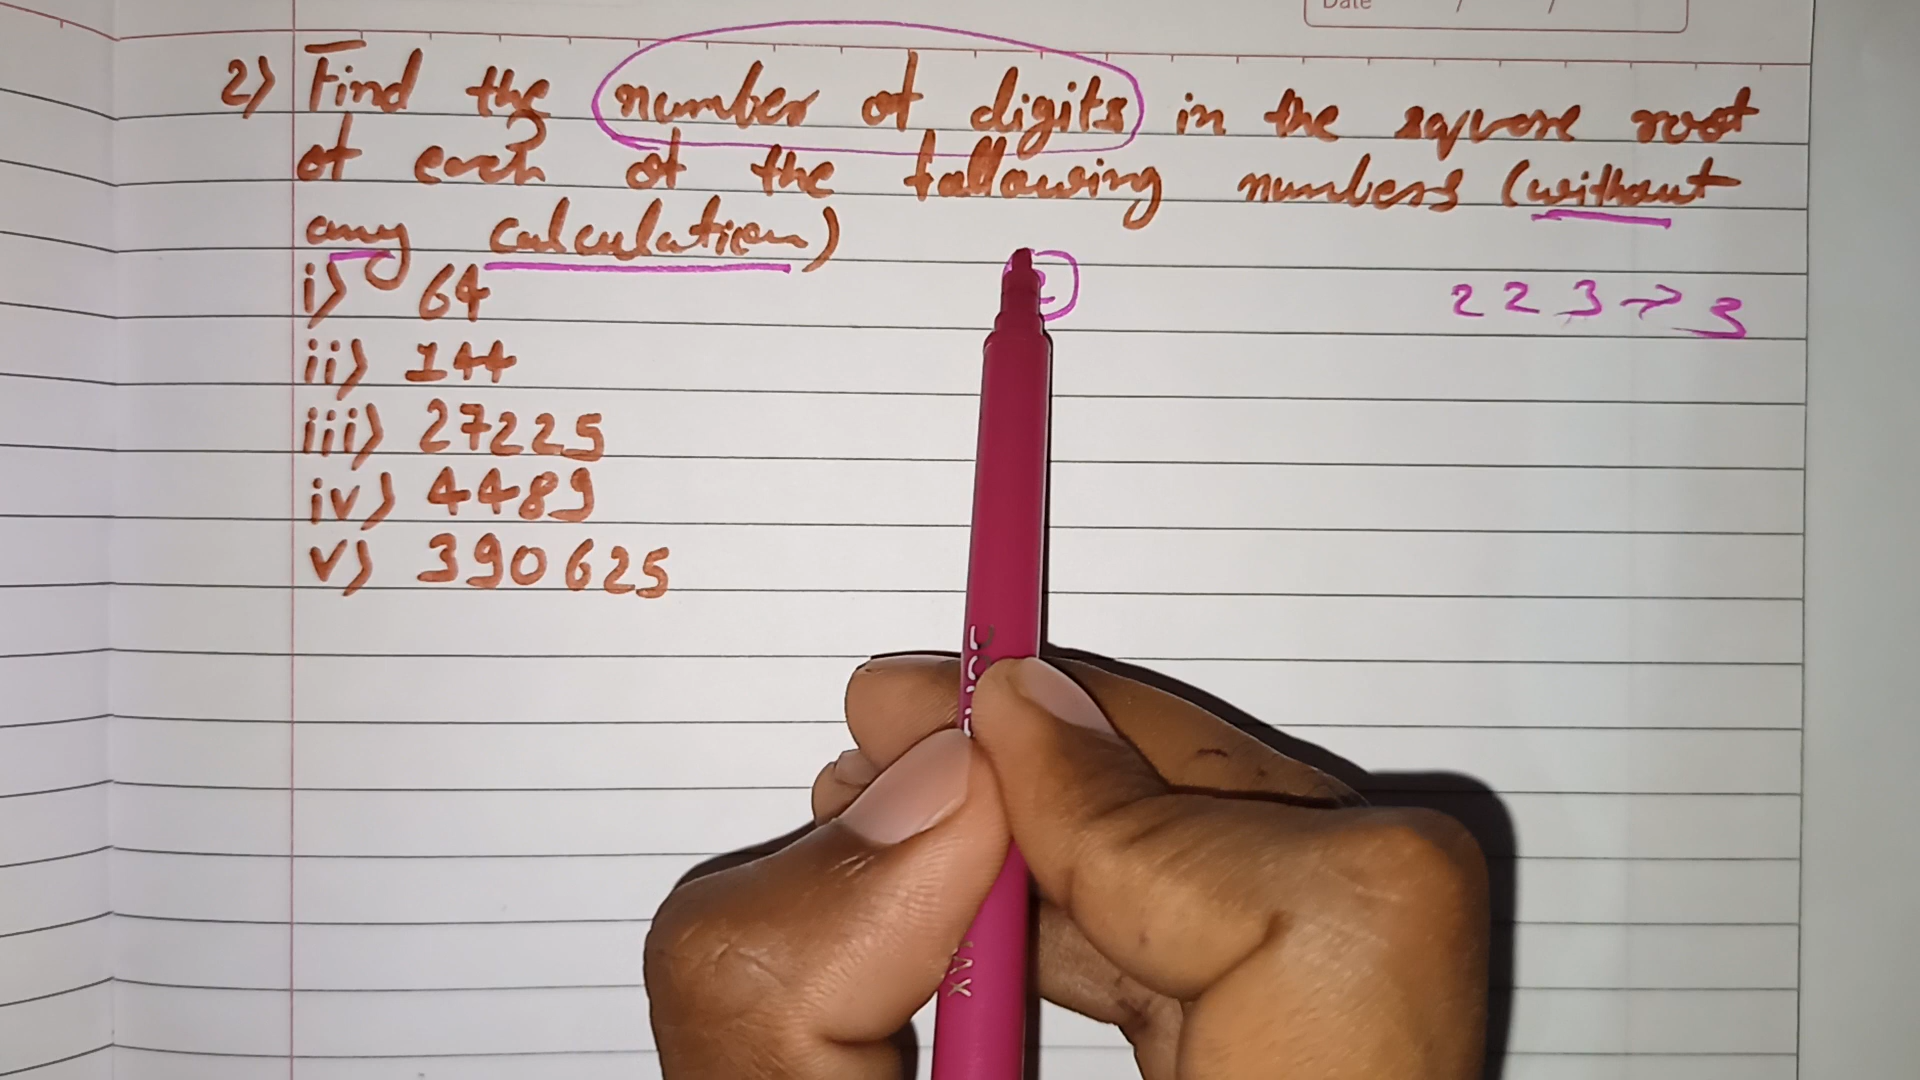 Date / /
2) Find the number of digits in the square root
of each of the following numbers (without
any calculation)
i) 64
2 2 3 → 3
ii) 144
iii) 27225
iv) 4489
v) 390625